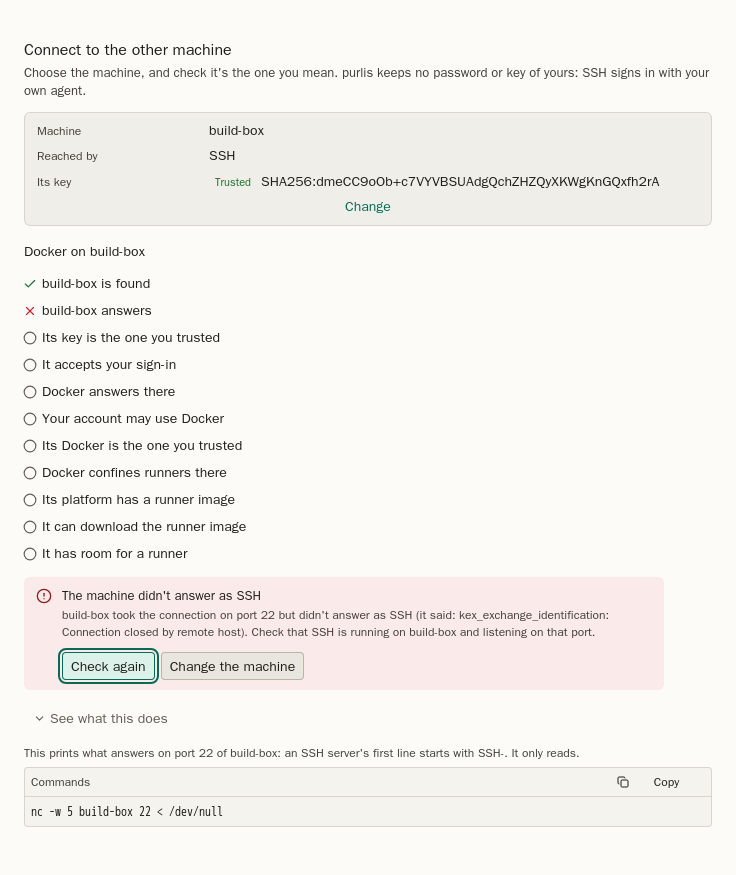 Connect to the other machine
Choose the machine, and check it's the one you mean. purlis keeps no password or key of yours: SSH signs in with your
own agent.
Machine build-box
Reached by SSH
Its key Trusted SHA256:dmeCC9oOb+c7VYVBSUAdgQchZHZQyXKWgKnGQxfh2rA
Change
Docker on build-box
build-box is found
build-box answers
Its key is the one you trusted
It accepts your sign-in
Docker answers there
Your account may use Docker
Its Docker is the one you trusted
Docker confines runners there
Its platform has a runner image
It can download the runner image
It has room for a runner
The machine didn't answer as SSH
build-box took the connection on port 22 but didn't answer as SSH (it said: kex_exchange_identification:
Connection closed by remote host). Check that SSH is running on build-box and listening on that port.
Check again Change the machine
See what this does
This prints what answers on port 22 of build-box: an SSH server's first line starts with SSH-. It only reads.
Commands Copy
nc -w 5 build-box 22 < /dev/null